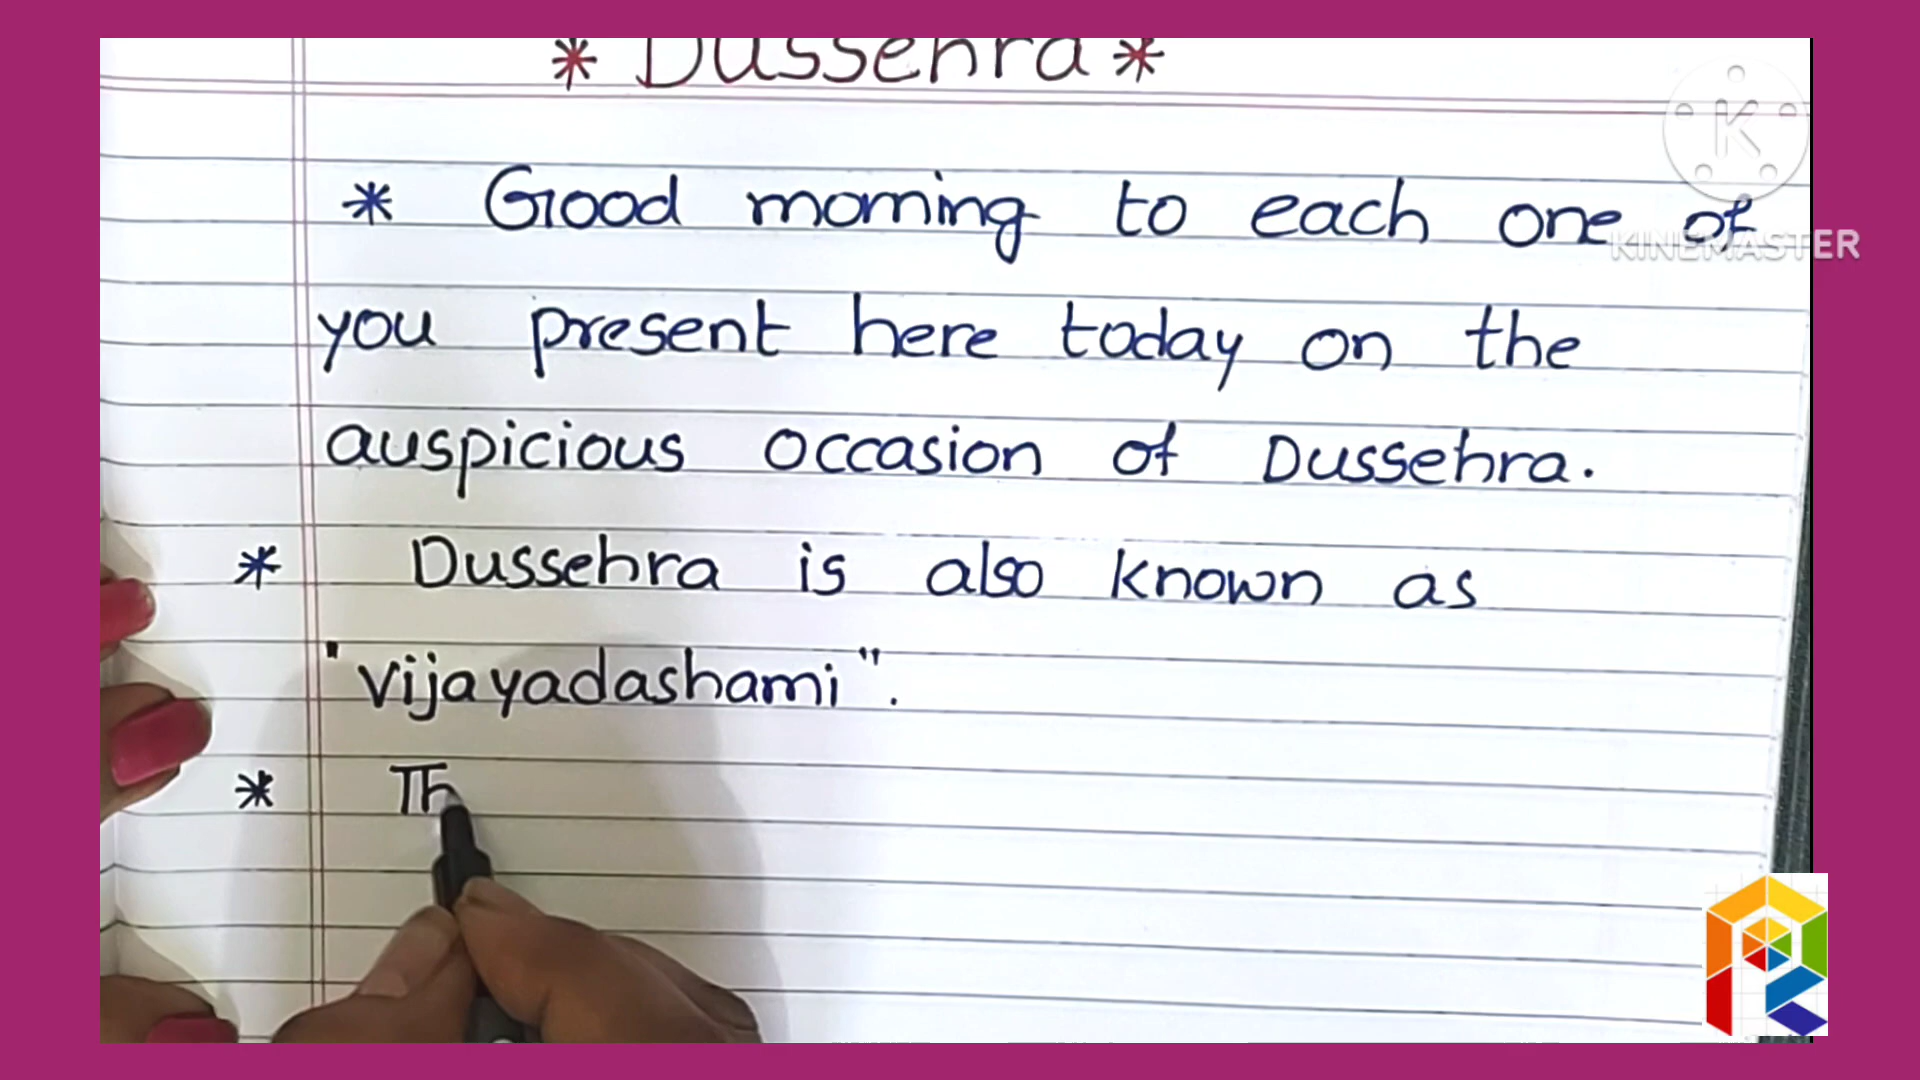 * Dussehra *
* Good morning to each one of
KINEMASTER
you present here today on the
auspicious occasion of Dussehra.
* Dussehra is also known as
"vijayadashami".
* Th